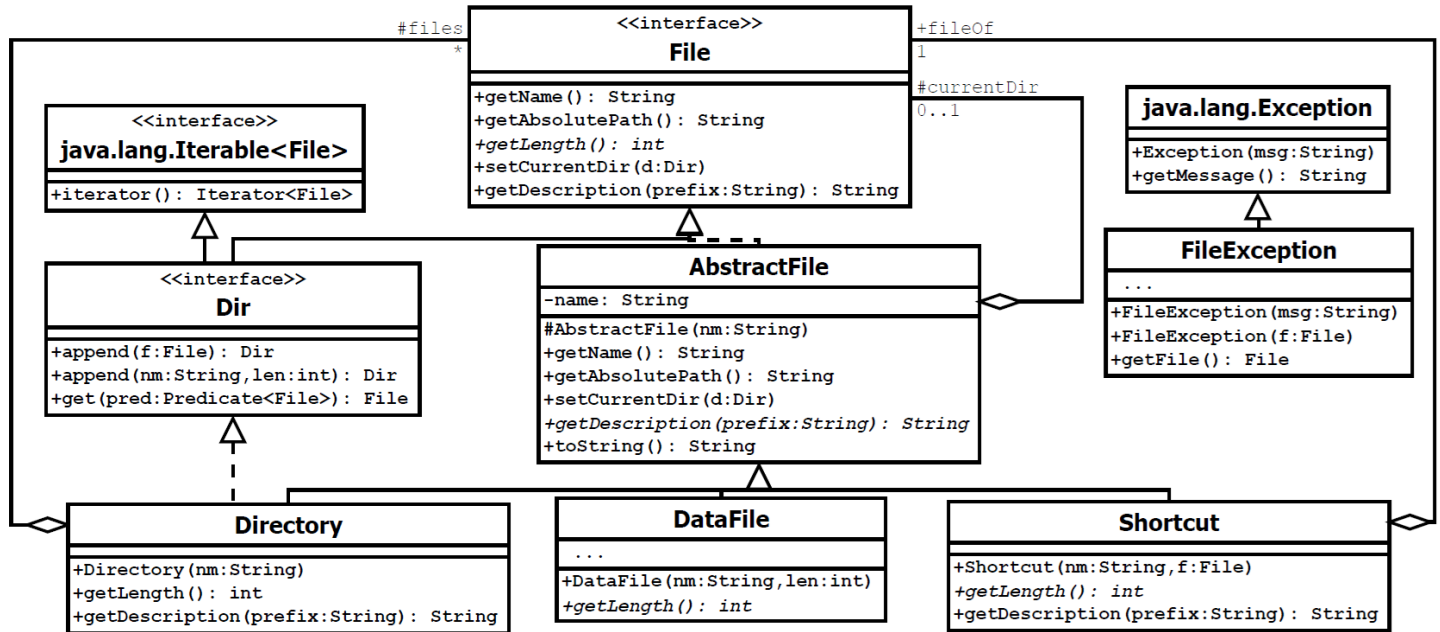 #files
*
<<interface>>
File
+getName(): String
+getAbsolutePath(): String
+getLength(): int
+setCurrentDir(d:Dir)
+getDescription(prefix:String): String
+fileOf
1
#currentDir
0..1
<<interface>>
java.lang.Iterable<File>
+iterator(): Iterator<File>
java.lang.Exception
+Exception(msg:String)
+getMessage(): String
<<interface>>
Dir
+append(f:File): Dir
+append(nm:String,len:int): Dir
+get(pred:Predicate<File>): File
AbstractFile
-name: String
#AbstractFile(nm:String)
+getName(): String
+getAbsolutePath(): String
+setCurrentDir(d:Dir)
+getDescription(prefix:String): String
+toString(): String
FileException
...
+FileException(msg:String)
+FileException(f:File)
+getFile(): File
Directory
+Directory(nm:String)
+getLength(): int
+getDescription(prefix:String): String
DataFile
...
+DataFile(nm:String,len:int)
+getLength(): int
Shortcut
+Shortcut(nm:String,f:File)
+getLength(): int
+getDescription(prefix:String): String